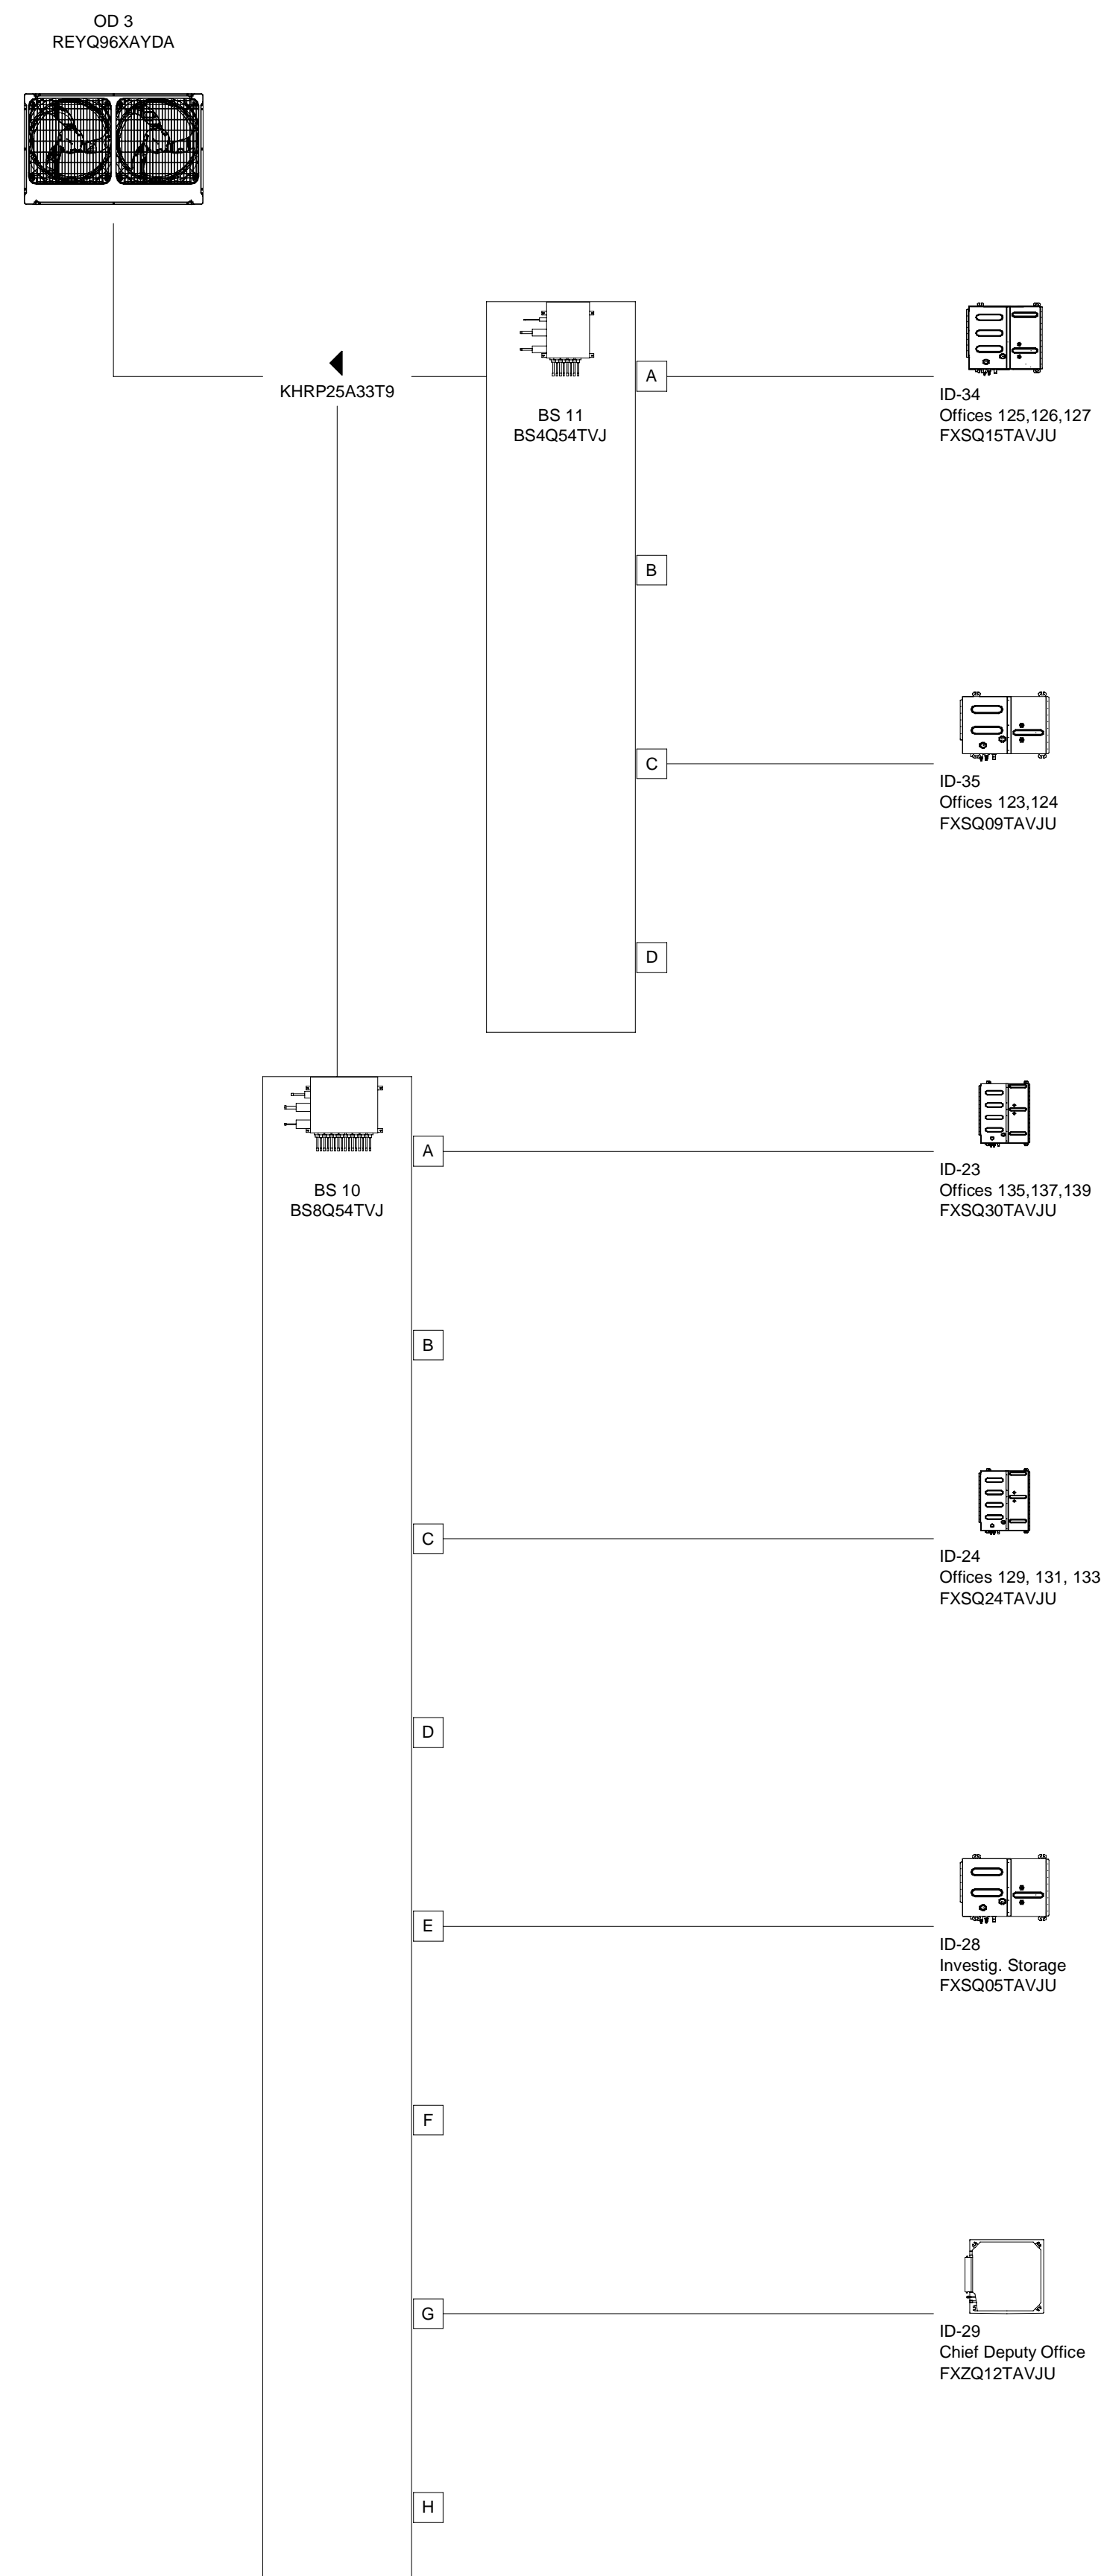 OD 3
REYQ96XAYDA
KHRP25A33T9
BS 11
BS4Q54TVJ
A
ID-34
Offices 125,126,127
FXSQ15TAVJU
B
C
ID-35
Offices 123,124
FXSQ09TAVJU
D
BS 10
BS8Q54TVJ
A
ID-23
Offices 135,137,139
FXSQ30TAVJU
B
C
ID-24
Offices 129, 131, 133
FXSQ24TAVJU
D
E
ID-28
Investig. Storage
FXSQ05TAVJU
F
G
ID-29
Chief Deputy Office
FXZQ12TAVJU
H